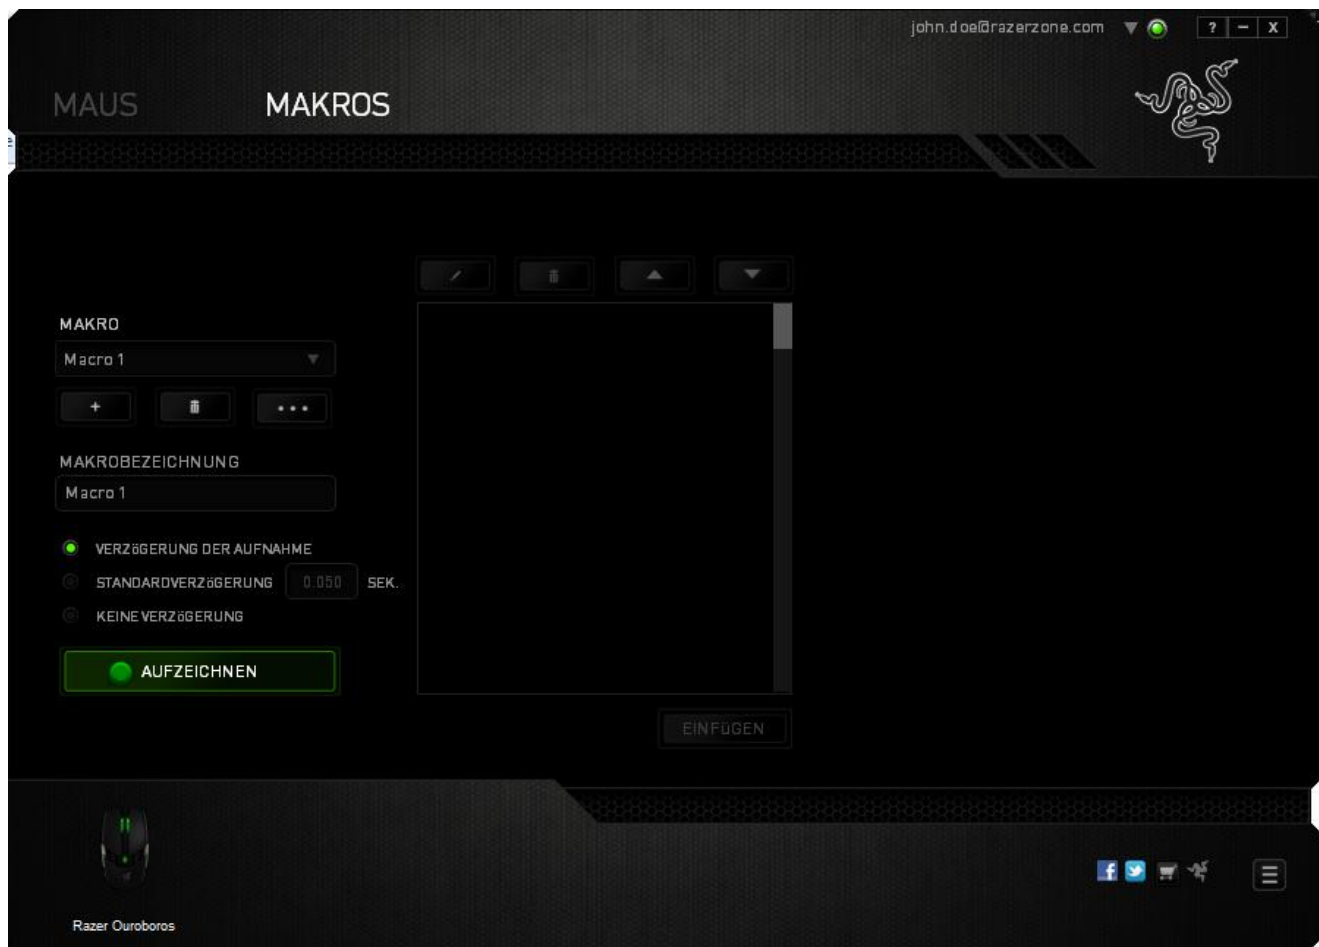 john.doe@razerzone.com
? – X
MAUS MAKROS
MAKRO
Macro 1
+
MAKROBEZEICHNUNG
Macro 1
VERZöGERUNG DER AUFNAHME
STANDARDVERZöGERUNG 0.050 SEK.
KEINE VERZöGERUNG
AUFZEICHNEN
EINFüGEN
Razer Ouroboros